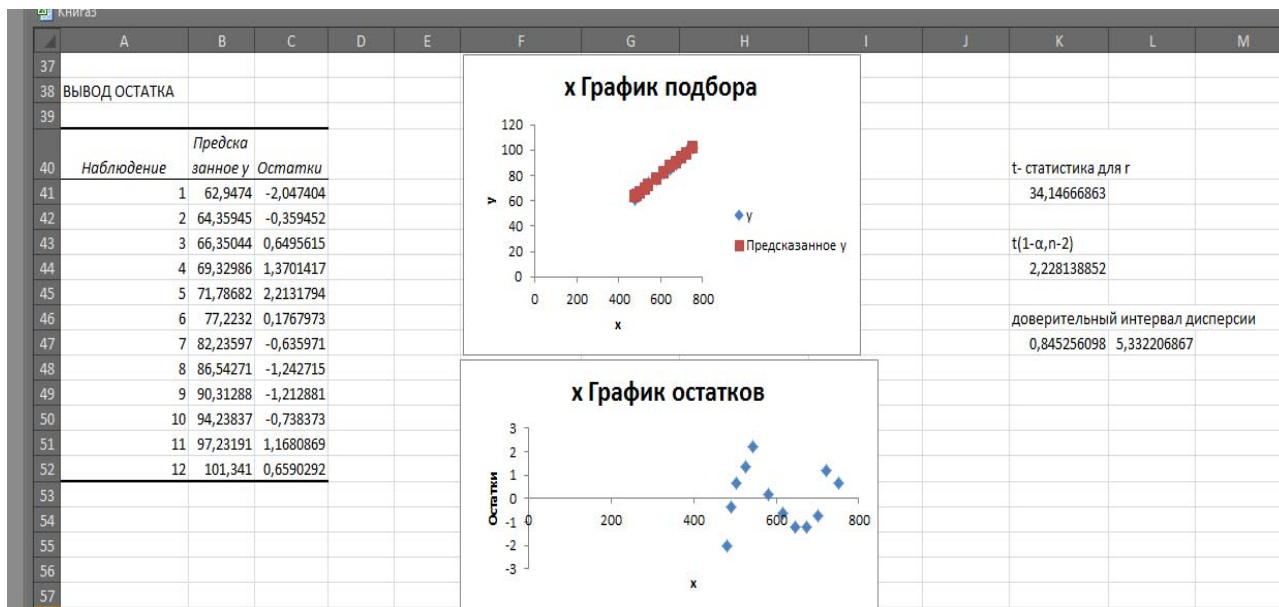 Книга3
A B C D E F G H I J K L M
37
38 ВЫВОД ОСТАТКА
39
40 Наблюдение Предска занное y Остатки
41 1 62,9474 -2,047404
42 2 64,35945 -0,359452
43 3 66,35044 0,6495615
44 4 69,32986 1,3701417
45 5 71,78682 2,2131794
46 6 77,2232 0,1767973
47 7 82,23597 -0,635971
48 8 86,54271 -1,242715
49 9 90,31288 -1,212881
50 10 94,23837 -0,738373
51 11 97,23191 1,1680869
52 12 101,341 0,6590292
53
54
55
56
57
x График подбора
120
100
80
60
40
20
0
y
0 200 400 600 800
x
y
Предсказанное y
x График остатков
3
2
1
0
-1
-2
-3
Остатки
0 200 400 600 800
x
t- статистика для r
34,14666863
t(1-α,n-2)
2,228138852
доверительный интервал дисперсии
0,845256098 5,332206867